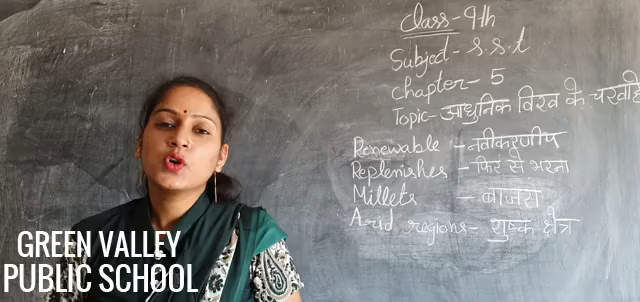 Class - 9th
Subject - S.S.t
Chapter - 5
Topic - आधुनिक विश्व के चरवाहे
Renewable - नवीकरणीय
Replenishes - फिर से भरना
Millets - बाजरा
Arid regions - शुष्क क्षेत्र
GREEN VALLEY
PUBLIC SCHOOL